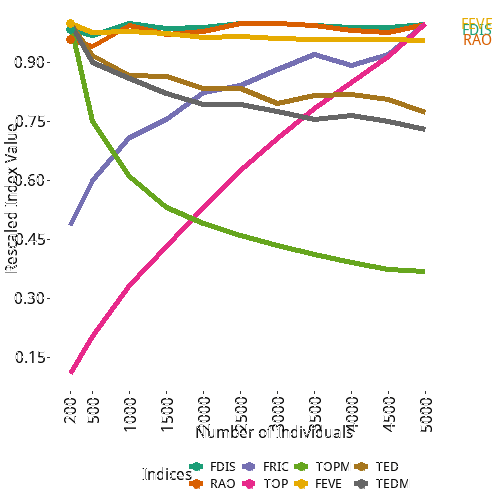 FEVE
FDIS
RAO
0.90
0.75
0.60
0.45
0.30
0.15
Rescaled Index Value
200
500
1000
1500
2000
2500
3000
3500
4000
4500
5000
Number of Individuals
Indices
FDIS FRIC TOPM TED
RAO TOP FEVE TEDM